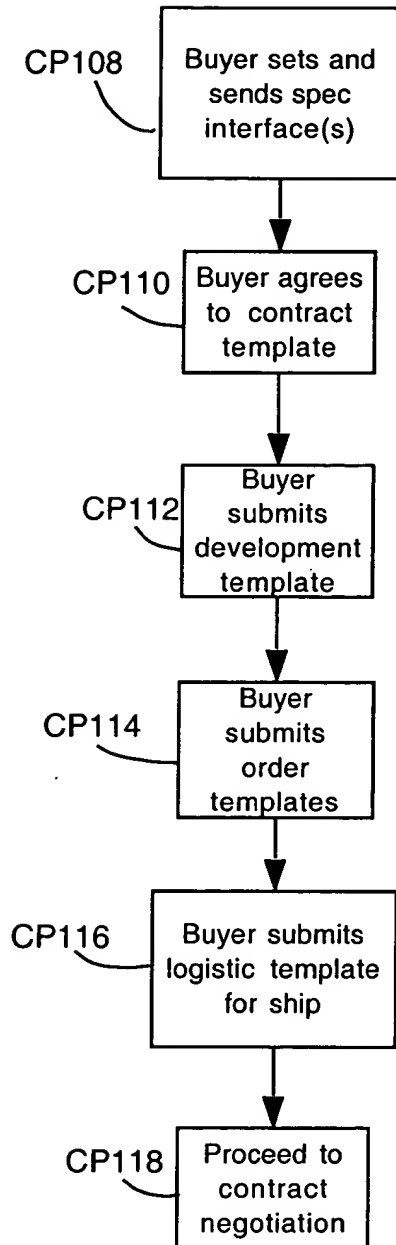 CP108
Buyer sets and
sends spec
interface(s)
CP110
Buyer agrees
to contract
template
CP112
Buyer
submits
development
template
CP114
Buyer
submits
order
templates
CP116
Buyer submits
logistic template
for ship
CP118
Proceed to
contract
negotiation